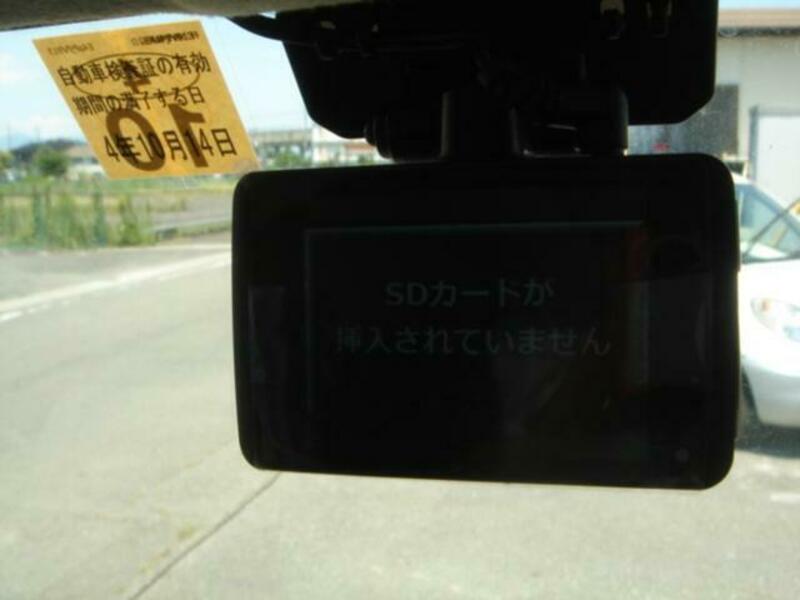 自動車検査証の有効
期間の満了する日
4年10月14日
SDカードが
挿入されていません